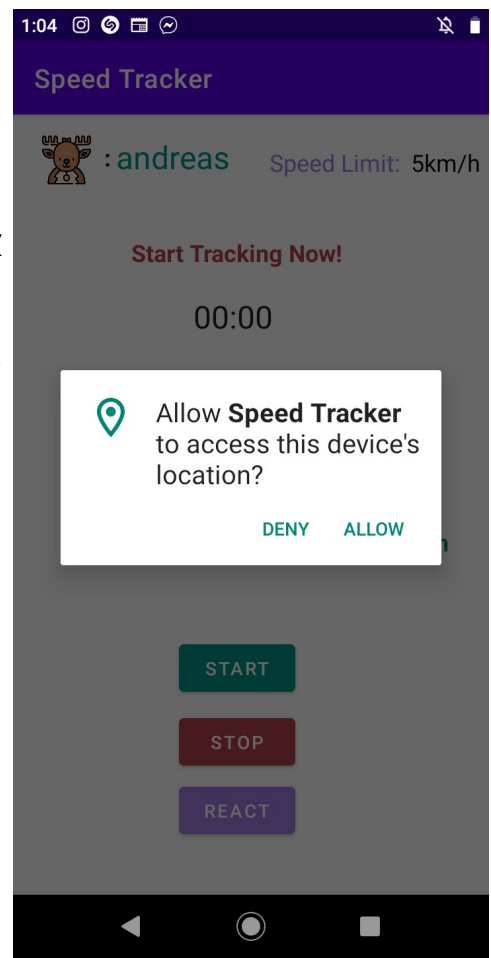 1:04
Speed Tracker
: andreas
Speed Limit: 5km/h
Start Tracking Now!
00:00
Allow Speed Tracker
to access this device's
location?
DENY ALLOW
START
STOP
REACT